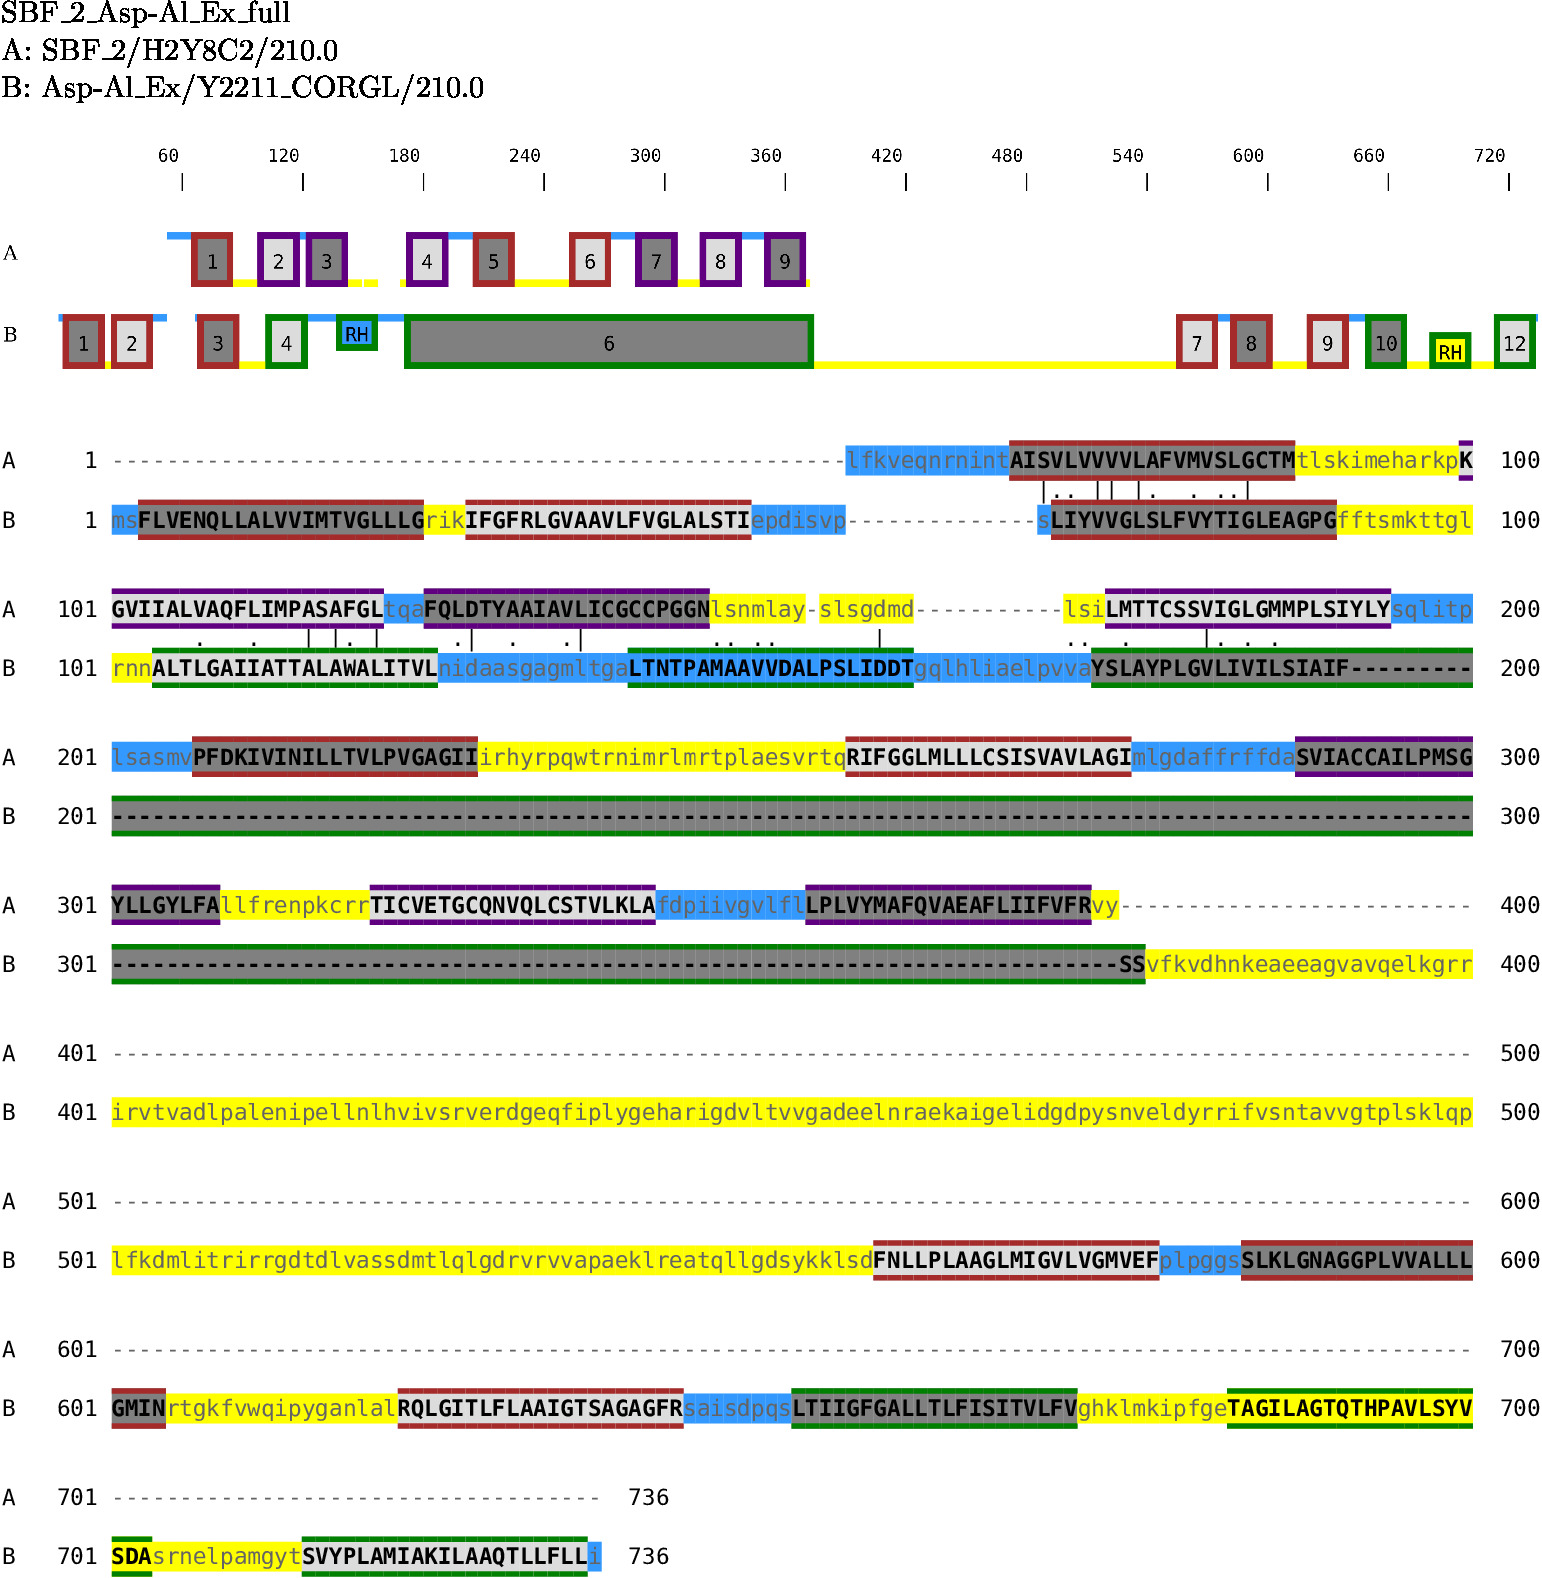 SBF_2_Asp-Al_Ex_full
A: SBF_2/H2Y8C2/210.0
B: Asp-Al_Ex/Y2211_CORGL/210.0
60 120 180 240 300 360 420 480 540 600 660 720
A 1 2 3 4 5 6 7 8 9
B 1 2 3 4 RH 6 7 8 9 10 RH 12
A 1 ------------------------------------------------------lfkveqnrnintAISVLVVVVLAFVMVSLGCTMtlskimeharkpK 100
B 1 msFLVENQLLALVVIMTVGLLLGrikIFGFRLGVAAVLFVGLALSTIepdisvp--------------sLIYVVGLSLFVYTIGLEAGPGfftsmkttgl 100
A 101 GVIIALVAQFLIMPASAFGLtqaFQLDTYAAIAVLICGCCPGGNlsnmlay-slsgdmd-----------lsiLMTTCSSVIGLGMMPLSIYLYsqlitp 200
B 101 rnnALTLGAIIATTALAWALITVLnidaasgagmltgaLTNTPAMAAVVDALPSLIDDTgqlhliaelpvvaYSLAYPLGVLIVILSIAIF--------- 200
A 201 lsasmvPFDKIVINILLTVLPVGAGIIirhyrpqwtrnimrlmrtplaesvrtqRIFGGLMLLLCSISVAVLAGImlgdaffrffdaSVIACCAILPMSG 300
B 201 ---------------------------------------------------------------------------------------------------- 300
A 301 YLLGYLFAllfrenpkcrrTICVETGCQNVQLCSTVLKLAfdpiivgvlflLPLVYMAFQVAEAFLIIFVFRvy-------------------------- 400
B 301 --------------------------------------------------------------------------SSvfkvdhnkeaeeagvavqelkgrr 400
A 401 ---------------------------------------------------------------------------------------------------- 500
B 401 irvtvadlpalenipellnlhvivsrverdgeqfiplygeharigdvltvvgadeelnraekaigelidgdpysnveldyrrifvsntavvgtplsklqp 500
A 501 ---------------------------------------------------------------------------------------------------- 600
B 501 lfkdmlitrirrgdtdlvassdmtlqlgdrvrvvapaeklreatqllgdsykklsdFNLLPLAAGLMIGVLVGMVEFplpggsSLKLGNAGGPLVVALLL 600
A 601 ---------------------------------------------------------------------------------------------------- 700
B 601 GMINrtgkfvwqipyganlalRQLGITLFLAAIGTSAGAGFRsaisdpqsLTIIGFGALLTLFISITVLFVghklmkipfgeTAGILAGTQTHPAVLSYV 700
A 701 ------------------------------------ 736
B 701 SDAsrnelpamgytSVYPLAMIAKILAAQTLLFLLi 736